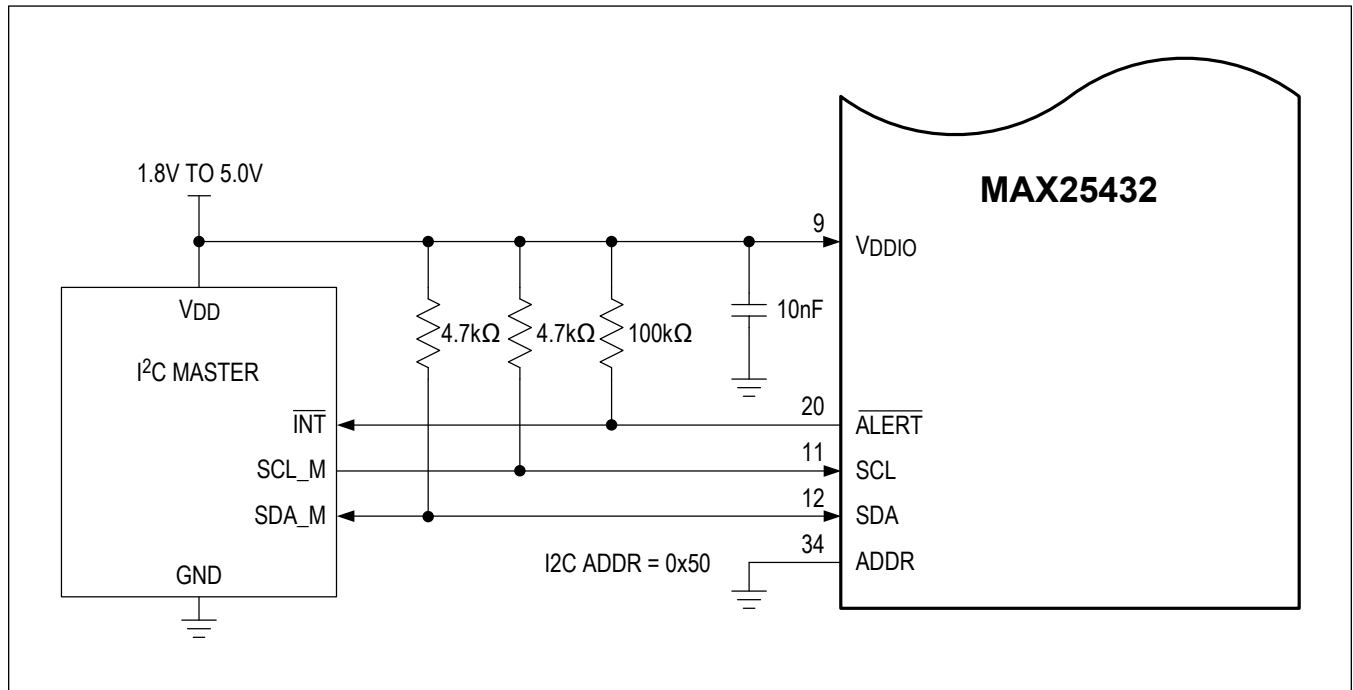 1.8V TO 5.0V
MAX25432
9
VDDIO
VDD
4.7kΩ
4.7kΩ
100kΩ
10nF
I²C MASTER
INT
20
ALERT
SCL_M
11
SCL
SDA_M
12
SDA
I2C ADDR = 0x50
34
ADDR
GND